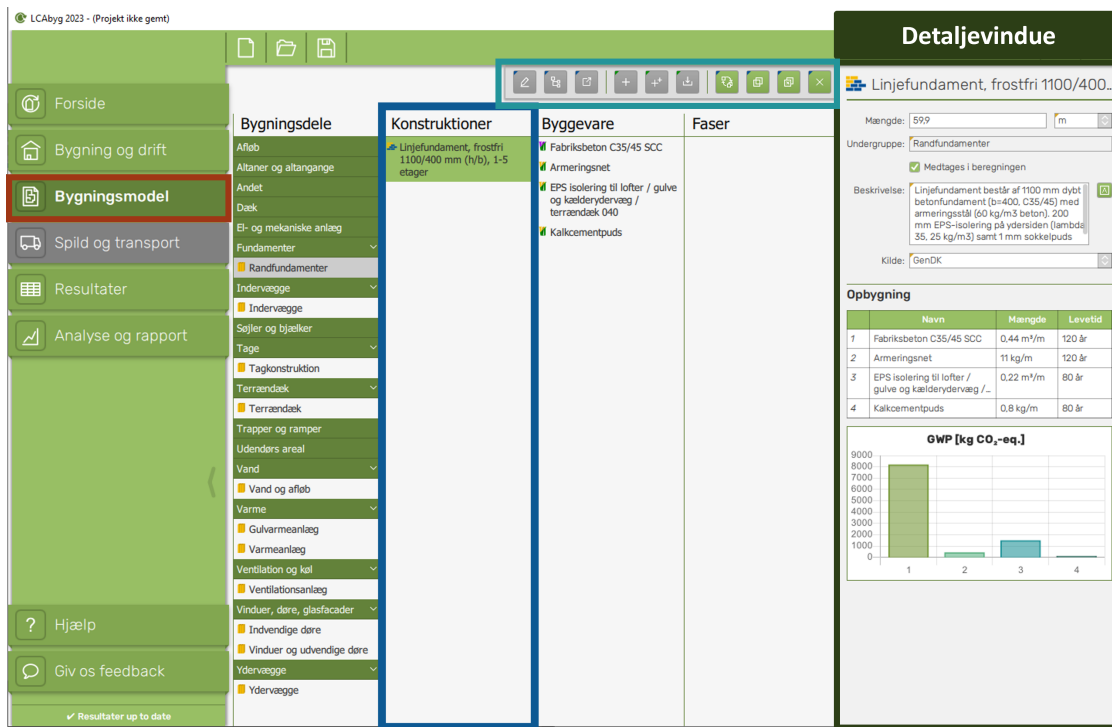 LCAbyg 2023 - (Projekt ikke gemt)
Detaljevindue
Forside
Bygning og drift
Bygningsmodel
Spild og transport
Resultater
Analyse og rapport
Hjælp
Giv os feedback
✔ Resultater up to date
Bygningsdele
Afløb
Altaner og altangange
Andet
Dæk
El- og mekaniske anlæg
Fundamenter
Randfundamenter
Indervægge
Indervægge
Søjler og bjælker
Tage
Tagkonstruktion
Terrændæk
Terrændæk
Trapper og ramper
Udendørs areal
Vand
Vand og afløb
Varme
Gulvarmeanlæg
Varmeanlæg
Ventilation og køl
Ventilationsanlæg
Vinduer, døre, glasfacader
Indvendige døre
Vinduer og udvendige døre
Ydervægge
Ydervægge
Konstruktioner
Linjefundament, frostfri
1100/400 mm (h/b), 1-5
etager
Byggevare
Fabriksbeton C35/45 SCC
Armeringsnet
EPS isolering til lofter / gulve
og kælderydervæg /
terrændæk 040
Kalkcementpuds
Faser
Linjefundament, frostfri 1100/400...
Mængde: 59,9 m
Undergruppe: Randfundamenter
Medtages i beregningen
Beskrivelse: Linjefundament består af 1100 mm dybt
betonfundament (b=400, C35/45) med
armeringsstål (60 kg/m3 beton). 200
mm EPS-isolering på ydersiden (lambda
35, 25 kg/m3) samt 1 mm sokkelpuds
Kilde: GenDK
Opbygning
Navn Mængde Levetid
1 Fabriksbeton C35/45 SCC 0,44 m³/m 120 år
2 Armeringsnet 11 kg/m 120 år
3 EPS isolering til lofter / 0,22 m³/m 80 år
gulve og kælderydervæg /...
4 Kalkcementpuds 0,8 kg/m 80 år
GWP [kg CO₂-eq.]
9000
8000
7000
6000
5000
4000
3000
2000
1000
0
1 2 3 4